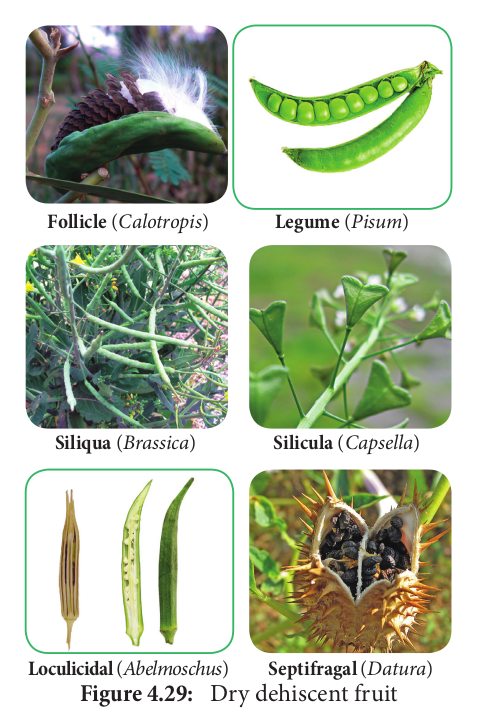 Follicle (Calotropis)
Legume (Pisum)
Siliqua (Brassica)
Silicula (Capsella)
Loculicidal (Abelmoschus)
Septifragal (Datura)
Figure 4.29: Dry dehiscent fruit